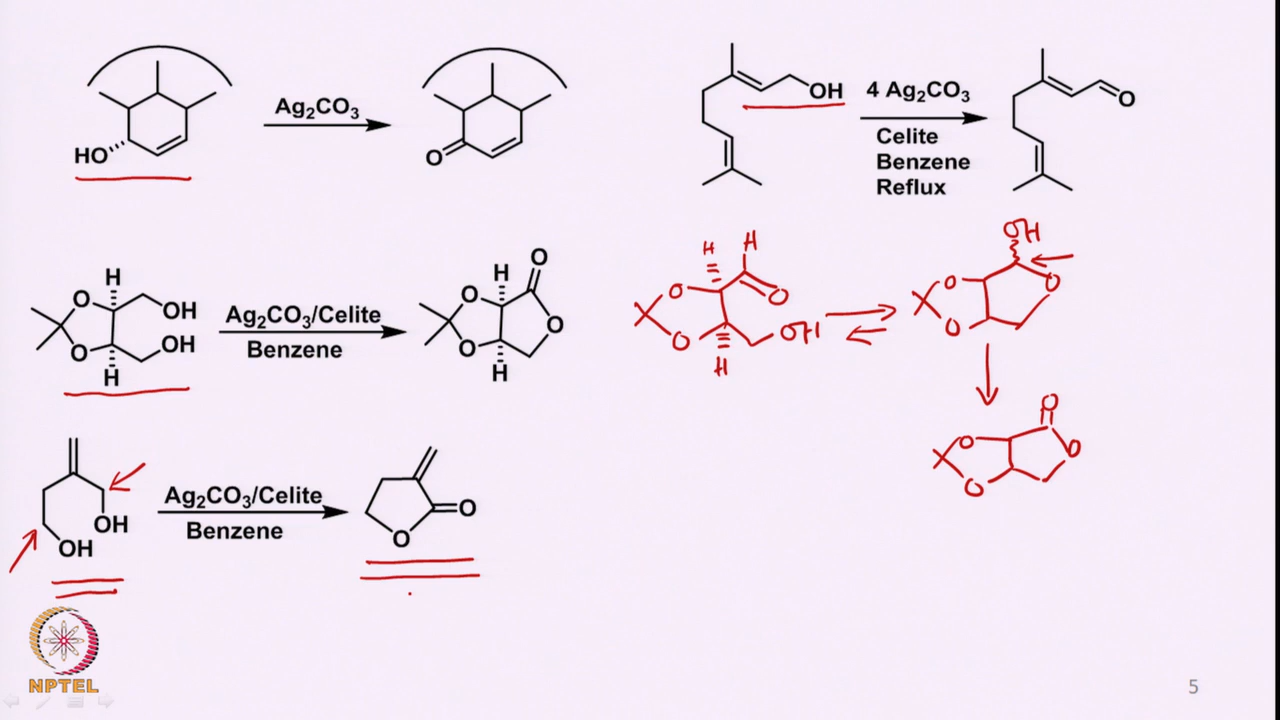 HO
Ag₂CO₃
O
OH
4 Ag₂CO₃
Celite
Benzene
Reflux
O
H
O
OH
O
OH
H
Ag₂CO₃/Celite
Benzene
H
O
O
O
O
H
H
H
O
O
O
OH
H
OH
O
O
O
O
O
O
O
OH
OH
Ag₂CO₃/Celite
Benzene
O
O
NPTEL
5